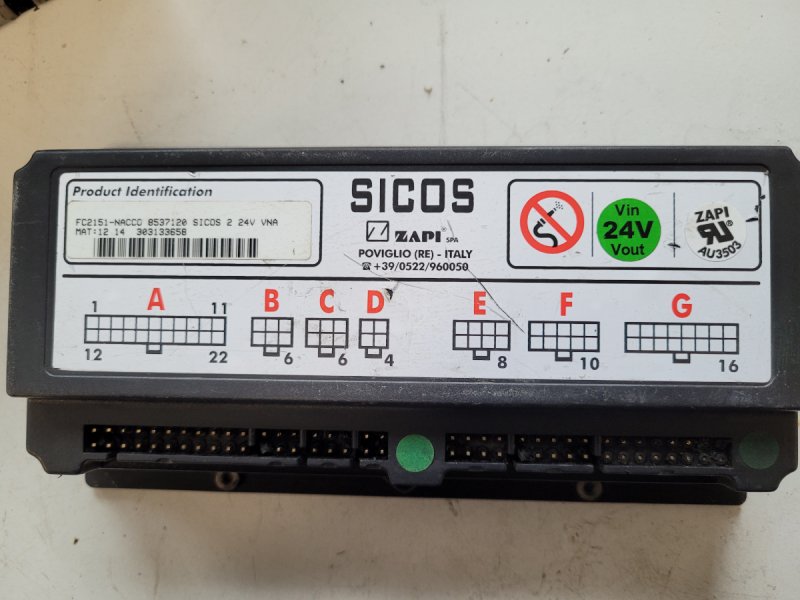 Product Identification
FC2151-NACCO 8537120 SICOS 2 24V VNA
MAT:12 14 303133658
SICOS
ZAPI® SPA
POVIGLIO (RE) - ITALY
☎+39/0522/960050
Vin
24V
Vout
ZAPI
RU
AU3503
A B C D E F G
1 11
12 22 6 6 4 8 10 16